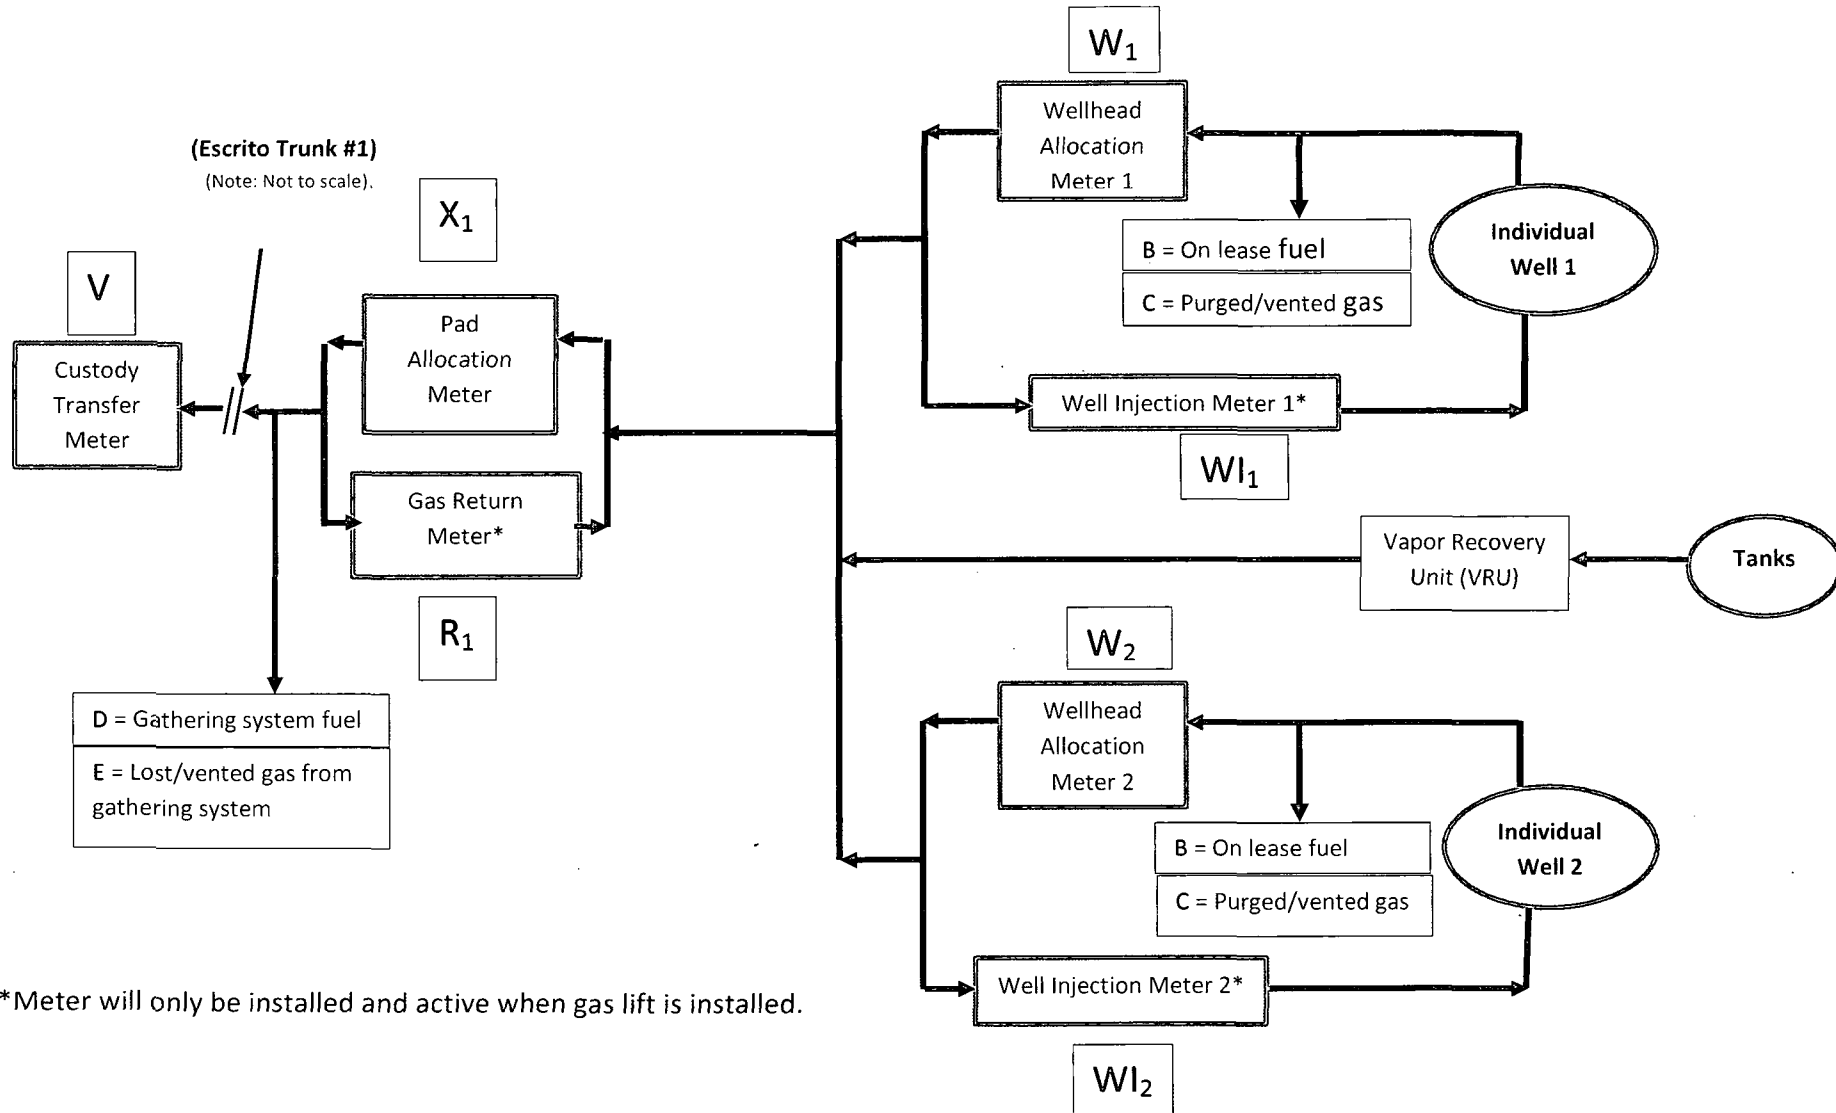 W₁
Wellhead
Allocation
Meter 1
(Escrito Trunk #1)
(Note: Not to scale).
X₁
B = On lease fuel
C = Purged/vented gas
Individual
Well 1
V
Custody
Transfer
Meter
Pad
Allocation
Meter
Well Injection Meter 1*
WI₁
Gas Return
Meter*
R₁
Vapor Recovery
Unit (VRU)
Tanks
W₂
Wellhead
Allocation
Meter 2
D = Gathering system fuel
E = Lost/vented gas from
gathering system
B = On lease fuel
C = Purged/vented gas
Individual
Well 2
Well Injection Meter 2*
WI₂
*Meter will only be installed and active when gas lift is installed.